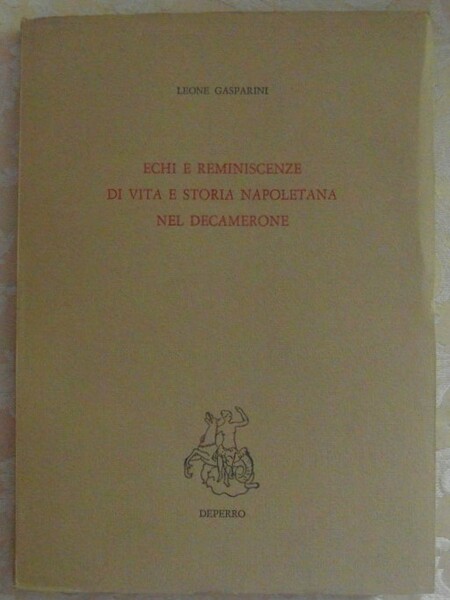 LEONE GASPARINI
ECHI E REMINISCENZE
DI VITA E STORIA NAPOLETANA
NEL DECAMERONE
DEPERRO